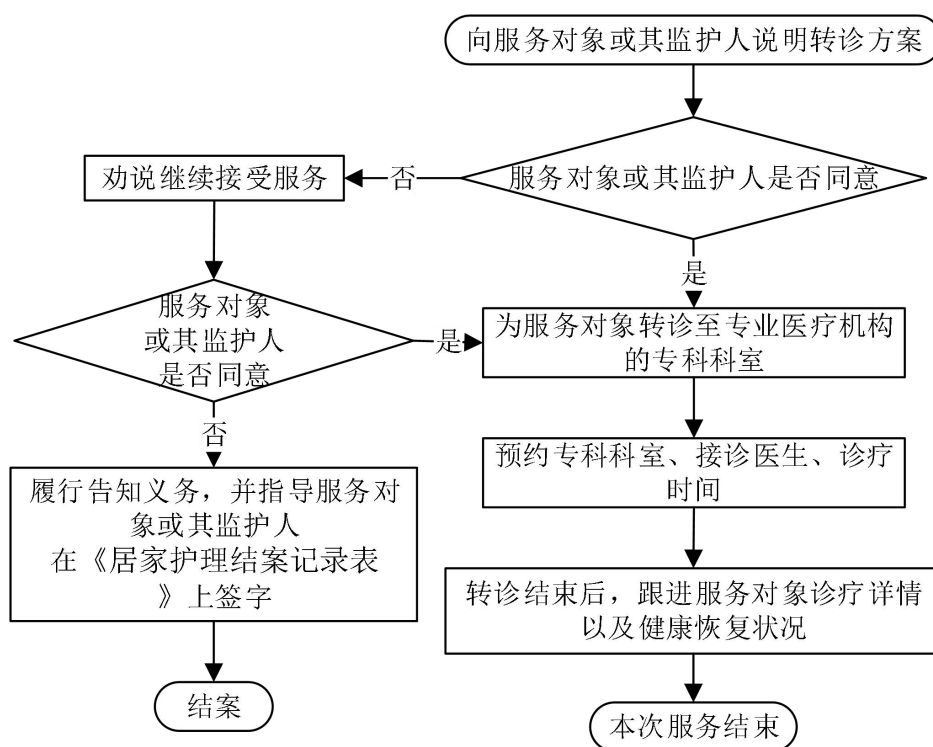 向服务对象或其监护人说明转诊方案
服务对象或其监护人是否同意
否
劝说继续接受服务
是
服务对象
或其监护人
是否同意
是
为服务对象转诊至专业医疗机构
的专科科室
否
预约专科科室、接诊医生、诊疗
时间
履行告知义务，并指导服务对
象或其监护人
在《居家护理结案记录表
》上签字
转诊结束后，跟进服务对象诊疗详情
以及健康恢复状况
结案
本次服务结束